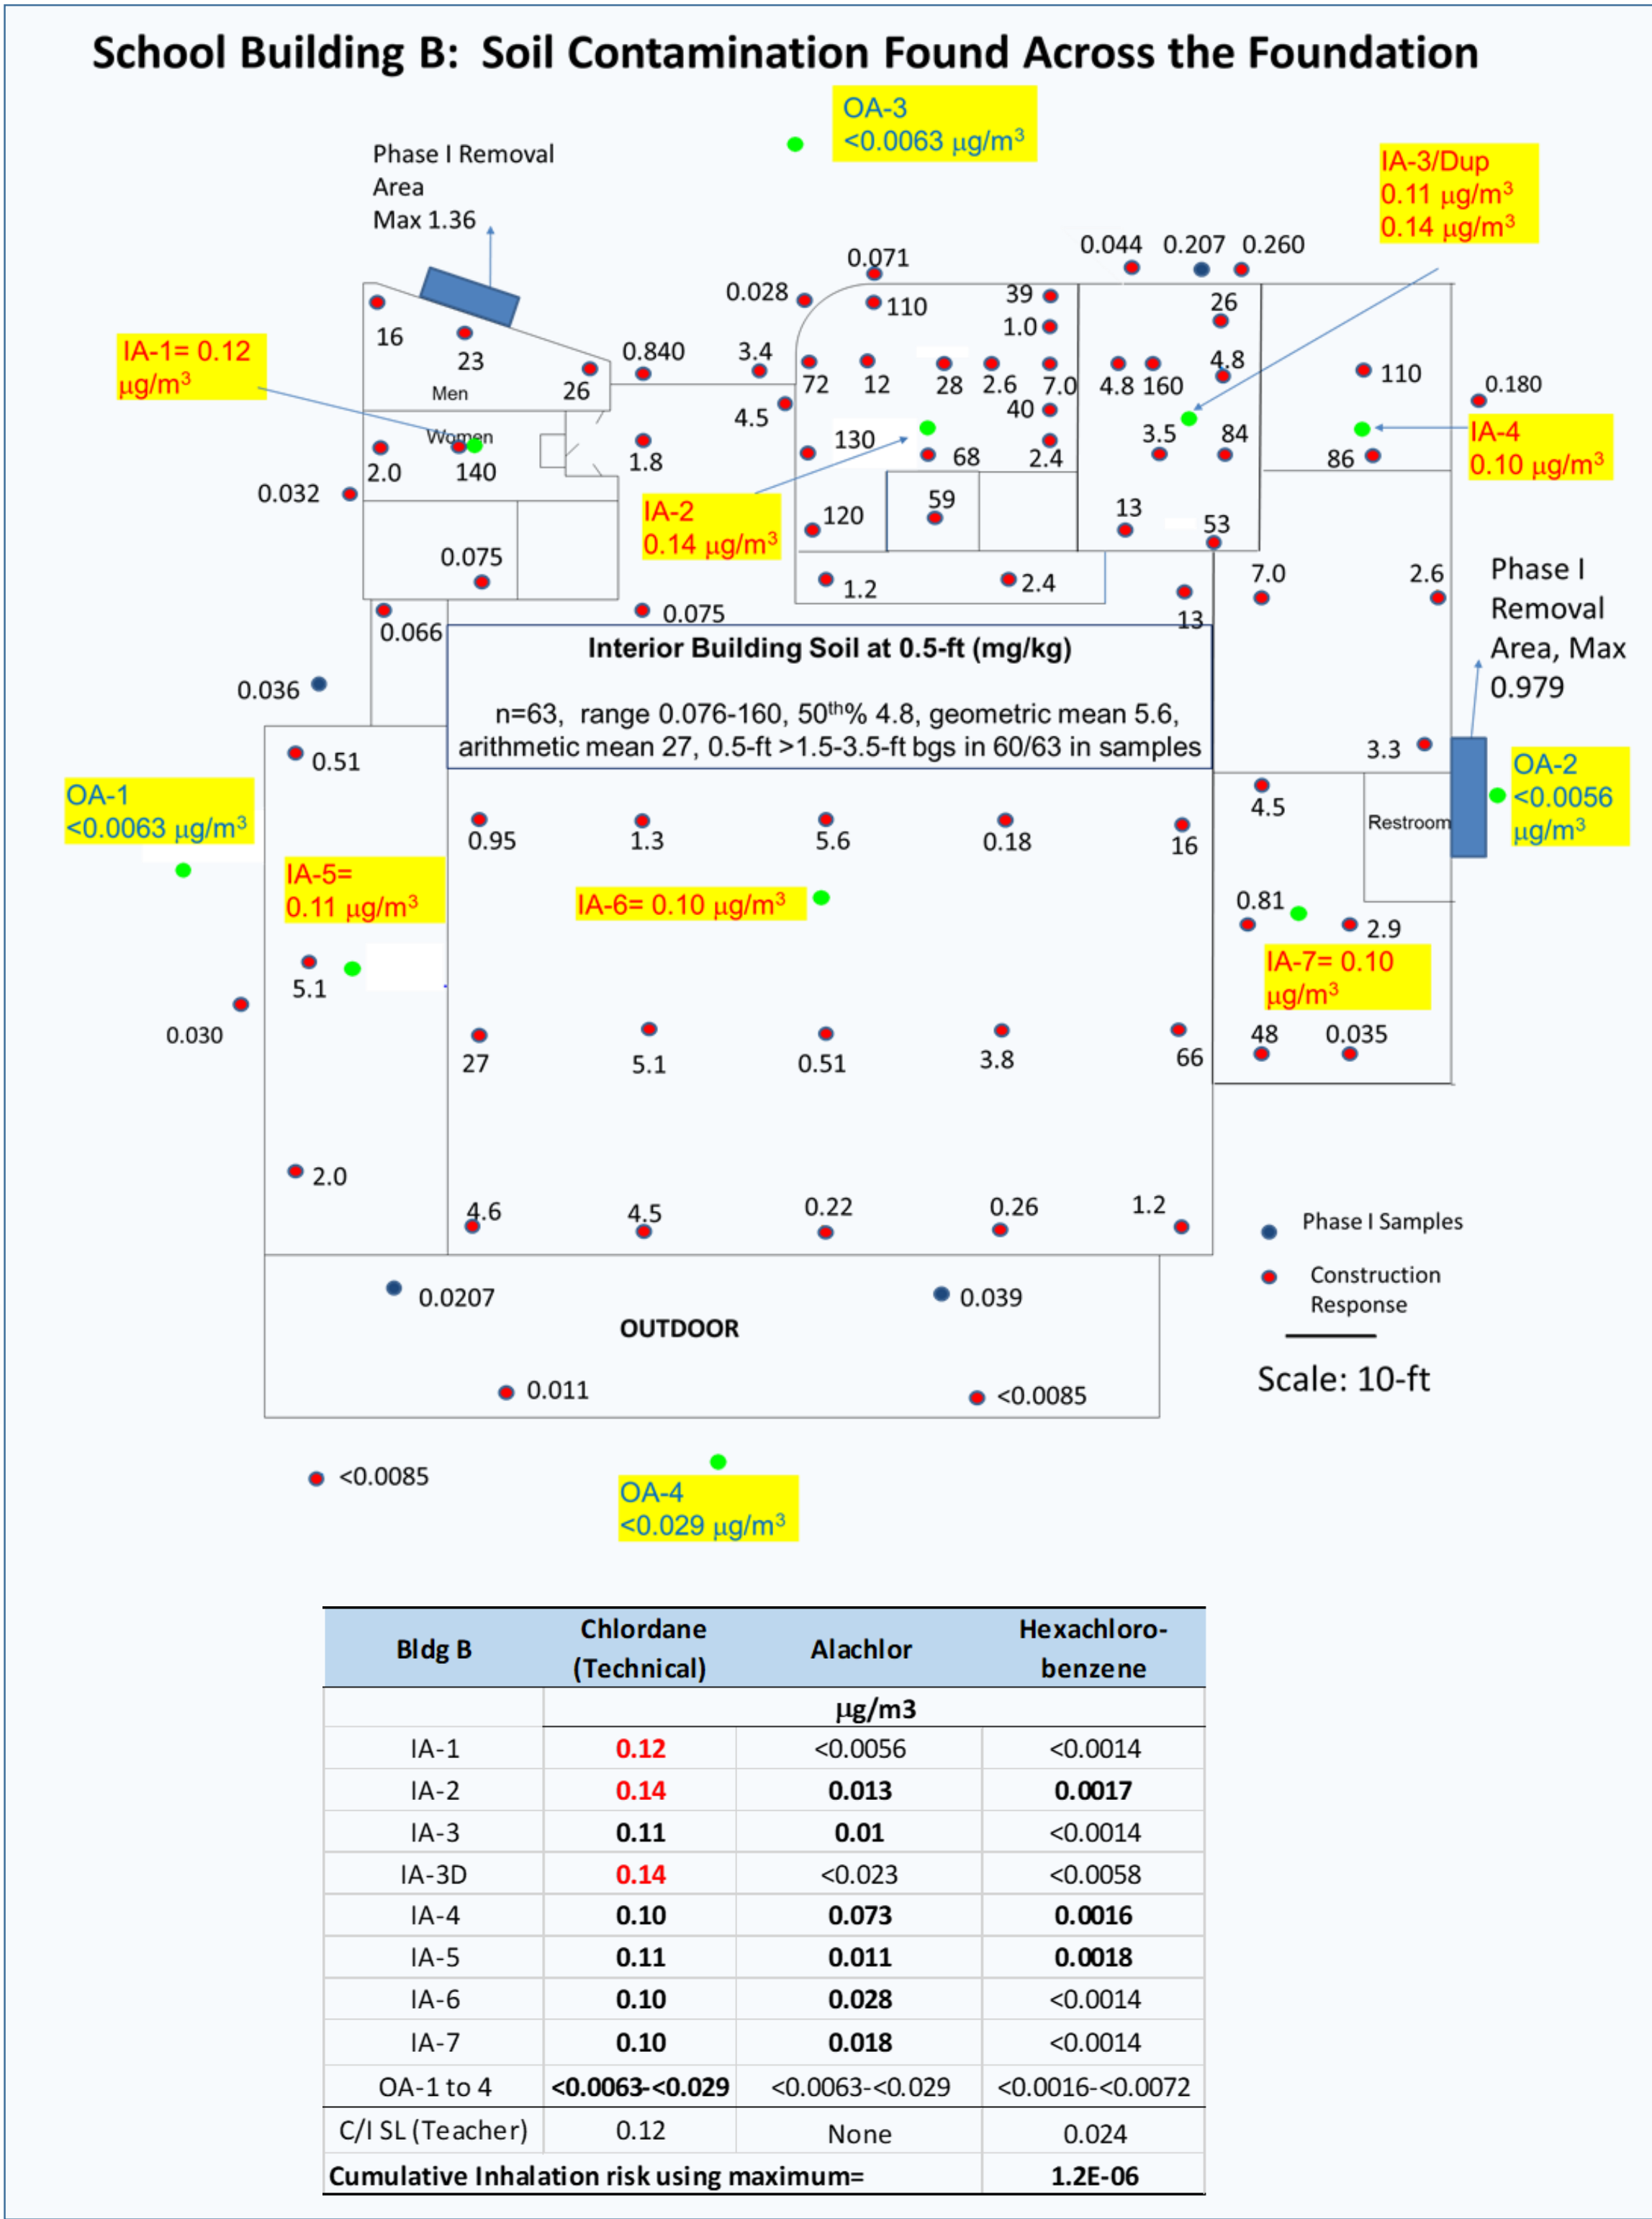 School Building B: Soil Contamination Found Across the Foundation
OA-3
<0.0063 µg/m³
Phase I Removal
Area
Max 1.36
IA-3/Dup
0.11 µg/m³
0.14 µg/m³
0.044 0.207 0.260
0.071
0.028
110
39
26
16
1.0
IA-1= 0.12
µg/m³
23
0.840
3.4
4.8
110
0.180
Men
26
72 12 28 2.6 7.0 4.8 160
4.5
40
Women
130
3.5 84
IA-4
0.10 µg/m³
2.0 140
1.8
68
2.4
86
0.032
IA-2
0.14 µg/m³
59
120
13
53
0.075
1.2
2.4
7.0
2.6
Phase I
Removal
Area, Max
0.979
0.066
0.075
13
Interior Building Soil at 0.5-ft (mg/kg)
n=63, range 0.076-160, 50th% 4.8, geometric mean 5.6,
arithmetic mean 27, 0.5-ft >1.5-3.5-ft bgs in 60/63 in samples
0.036
0.51
3.3
OA-1
<0.0063 µg/m³
OA-2
<0.0056
µg/m³
4.5
Restroom
0.95 1.3 5.6 0.18 16
IA-5=
0.11 µg/m³
IA-6= 0.10 µg/m³
0.81
2.9
IA-7= 0.10
µg/m³
5.1
0.030
48 0.035
27 5.1 0.51 3.8 66
2.0
4.6 4.5 0.22 0.26 1.2
Phase I Samples
Construction
Response
0.0207
0.039
OUTDOOR
Scale: 10-ft
0.011
<0.0085
<0.0085
OA-4
<0.029 µg/m³
Bldg B Chlordane (Technical) Alachlor Hexachloro-benzene
µg/m3
IA-1 0.12 <0.0056 <0.0014
IA-2 0.14 0.013 0.0017
IA-3 0.11 0.01 <0.0014
IA-3D 0.14 <0.023 <0.0058
IA-4 0.10 0.073 0.0016
IA-5 0.11 0.011 0.0018
IA-6 0.10 0.028 <0.0014
IA-7 0.10 0.018 <0.0014
OA-1 to 4 <0.0063-<0.029 <0.0063-<0.029 <0.0016-<0.0072
C/I SL (Teacher) 0.12 None 0.024
Cumulative Inhalation risk using maximum= 1.2E-06